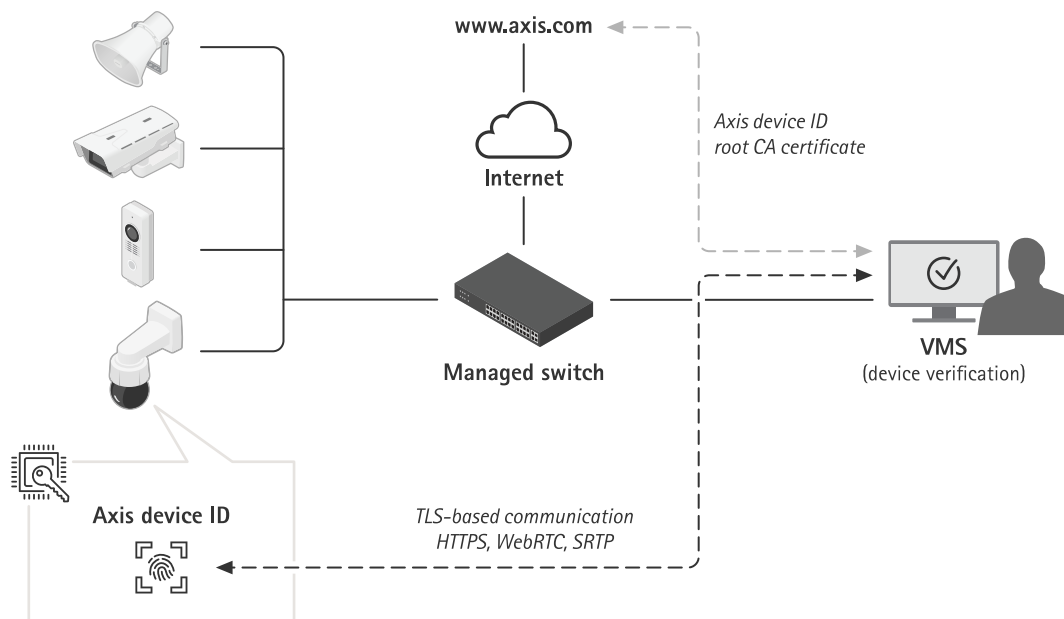 www.axis.com
Axis device ID
root CA certificate
Internet
Managed switch
VMS
(device verification)
Axis device ID
TLS-based communication
HTTPS, WebRTC, SRTP